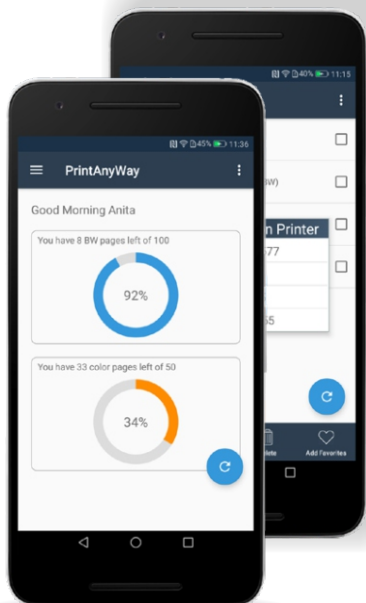 45% 11:36
PrintAnyWay
Good Morning Anita
You have 8 BW pages left of 100
92%
You have 33 color pages left of 50
34%
40% 11:15
n Printer
77
Add Favorites